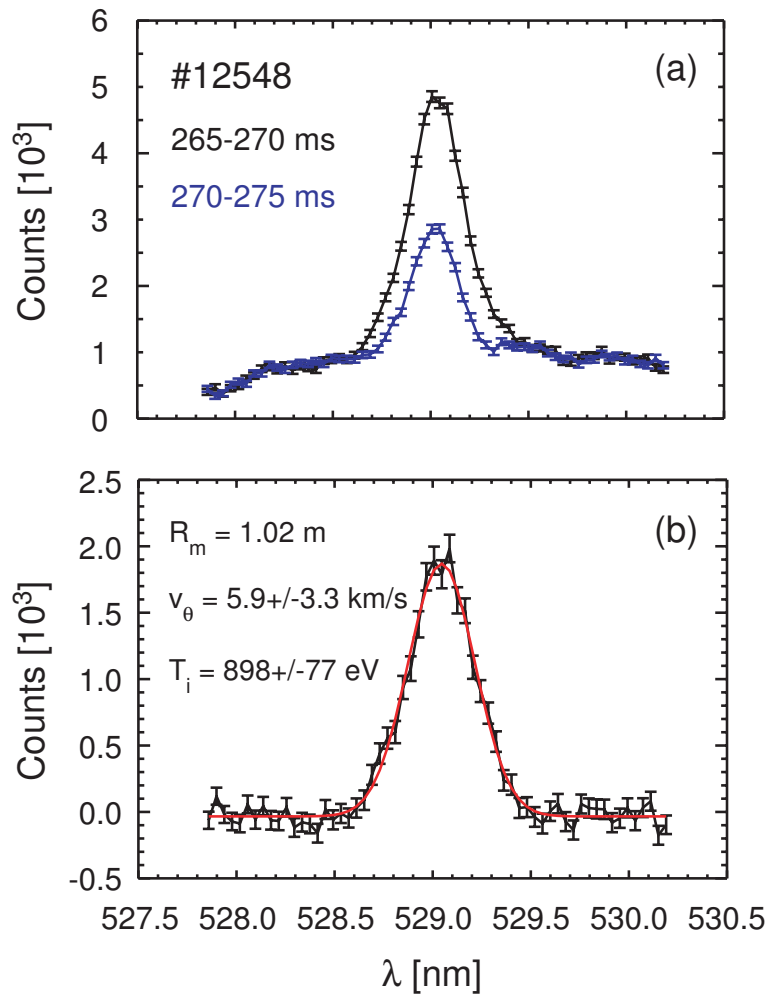 6
5
4
3
2
1
0
Counts [10³]
#12548
(a)
265-270 ms
270-275 ms
2.5
2.0
1.5
1.0
0.5
0.0
-0.5
Counts [10³]
(b)
Rₘ = 1.02 m
v_θ = 5.9+/-3.3 km/s
Tᵢ = 898+/-77 eV
527.5 528.0 528.5 529.0 529.5 530.0 530.5
λ [nm]